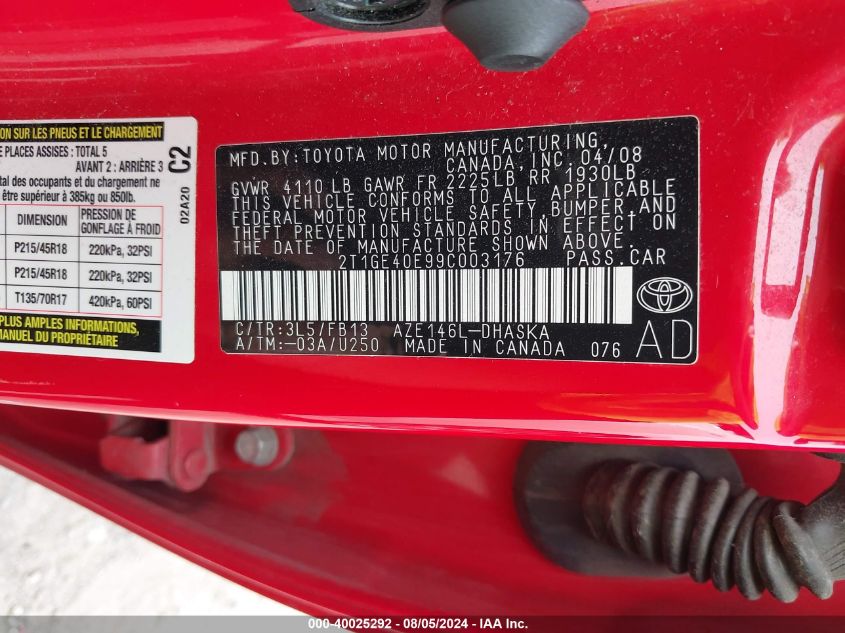 ON SUR LES PNEUS ET LE CHARGEMENT
PLACES ASSISES : TOTAL 5
AVANT 2 : ARRIÈRE 3
tal des occupants et du chargement ne
être supérieur à 385kg ou 850lb.
DIMENSION
PRESSION DE GONFLAGE À FROID
P215/45R18 220kPa, 32PSI
P215/45R18 220kPa, 32PSI
T135/70R17 420kPa, 60PSI
PLUS AMPLES INFORMATIONS,
MANUEL DU PROPRIÉTAIRE
C2
02A20
MFD.BY:TOYOTA MOTOR MANUFACTURING,
CANADA,INC.04/08
GVWR 4110LB GAWR FR 2225LB,RR 1930LB
THIS VEHICLE CONFORMS TO ALL APPLICABLE
FEDERAL MOTOR VEHICLE SAFETY,BUMPER,AND
THEFT PREVENTION STANDARDS IN EFFECT ON
THE DATE OF MANUFACTURE SHOWN ABOVE.
2T1GE40E99C003176 PASS.CAR
C/TR:3L5/FB13 AZE146L-DHASKA
A/TM:-03A/U250 MADE IN CANADA 076
AD
000-40025292 - 08/05/2024 - IAA, Inc.